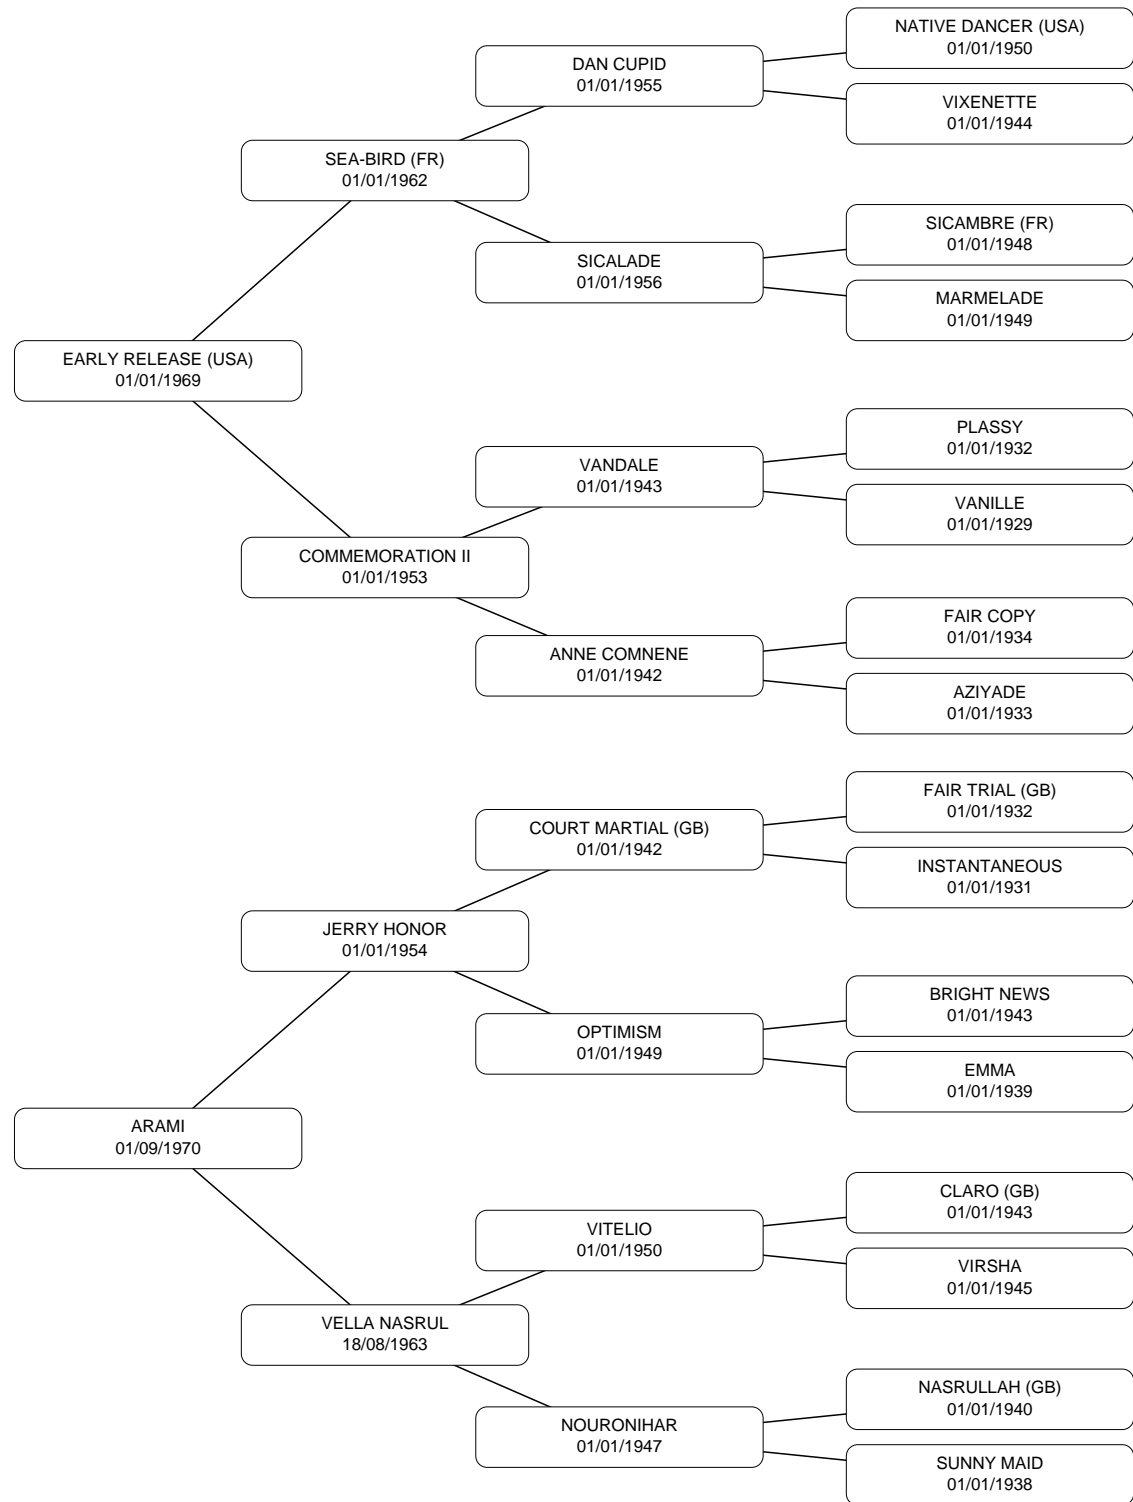 NATIVE DANCER (USA)
01/01/1950
DAN CUPID
01/01/1955
VIXENETTE
01/01/1944
SEA-BIRD (FR)
01/01/1962
SICAMBRE (FR)
01/01/1948
SICALADE
01/01/1956
MARMELADE
01/01/1949
EARLY RELEASE (USA)
01/01/1969
PLASSY
01/01/1932
VANDALE
01/01/1943
VANILLE
01/01/1929
COMMEMORATION II
01/01/1953
FAIR COPY
01/01/1934
ANNE COMNENE
01/01/1942
AZIYADE
01/01/1933
FAIR TRIAL (GB)
01/01/1932
COURT MARTIAL (GB)
01/01/1942
INSTANTANEOUS
01/01/1931
JERRY HONOR
01/01/1954
BRIGHT NEWS
01/01/1943
OPTIMISM
01/01/1949
EMMA
01/01/1939
ARAMI
01/09/1970
CLARO (GB)
01/01/1943
VITELIO
01/01/1950
VIRSHA
01/01/1945
VELLA NASRUL
18/08/1963
NASRULLAH (GB)
01/01/1940
NOURONIHAR
01/01/1947
SUNNY MAID
01/01/1938